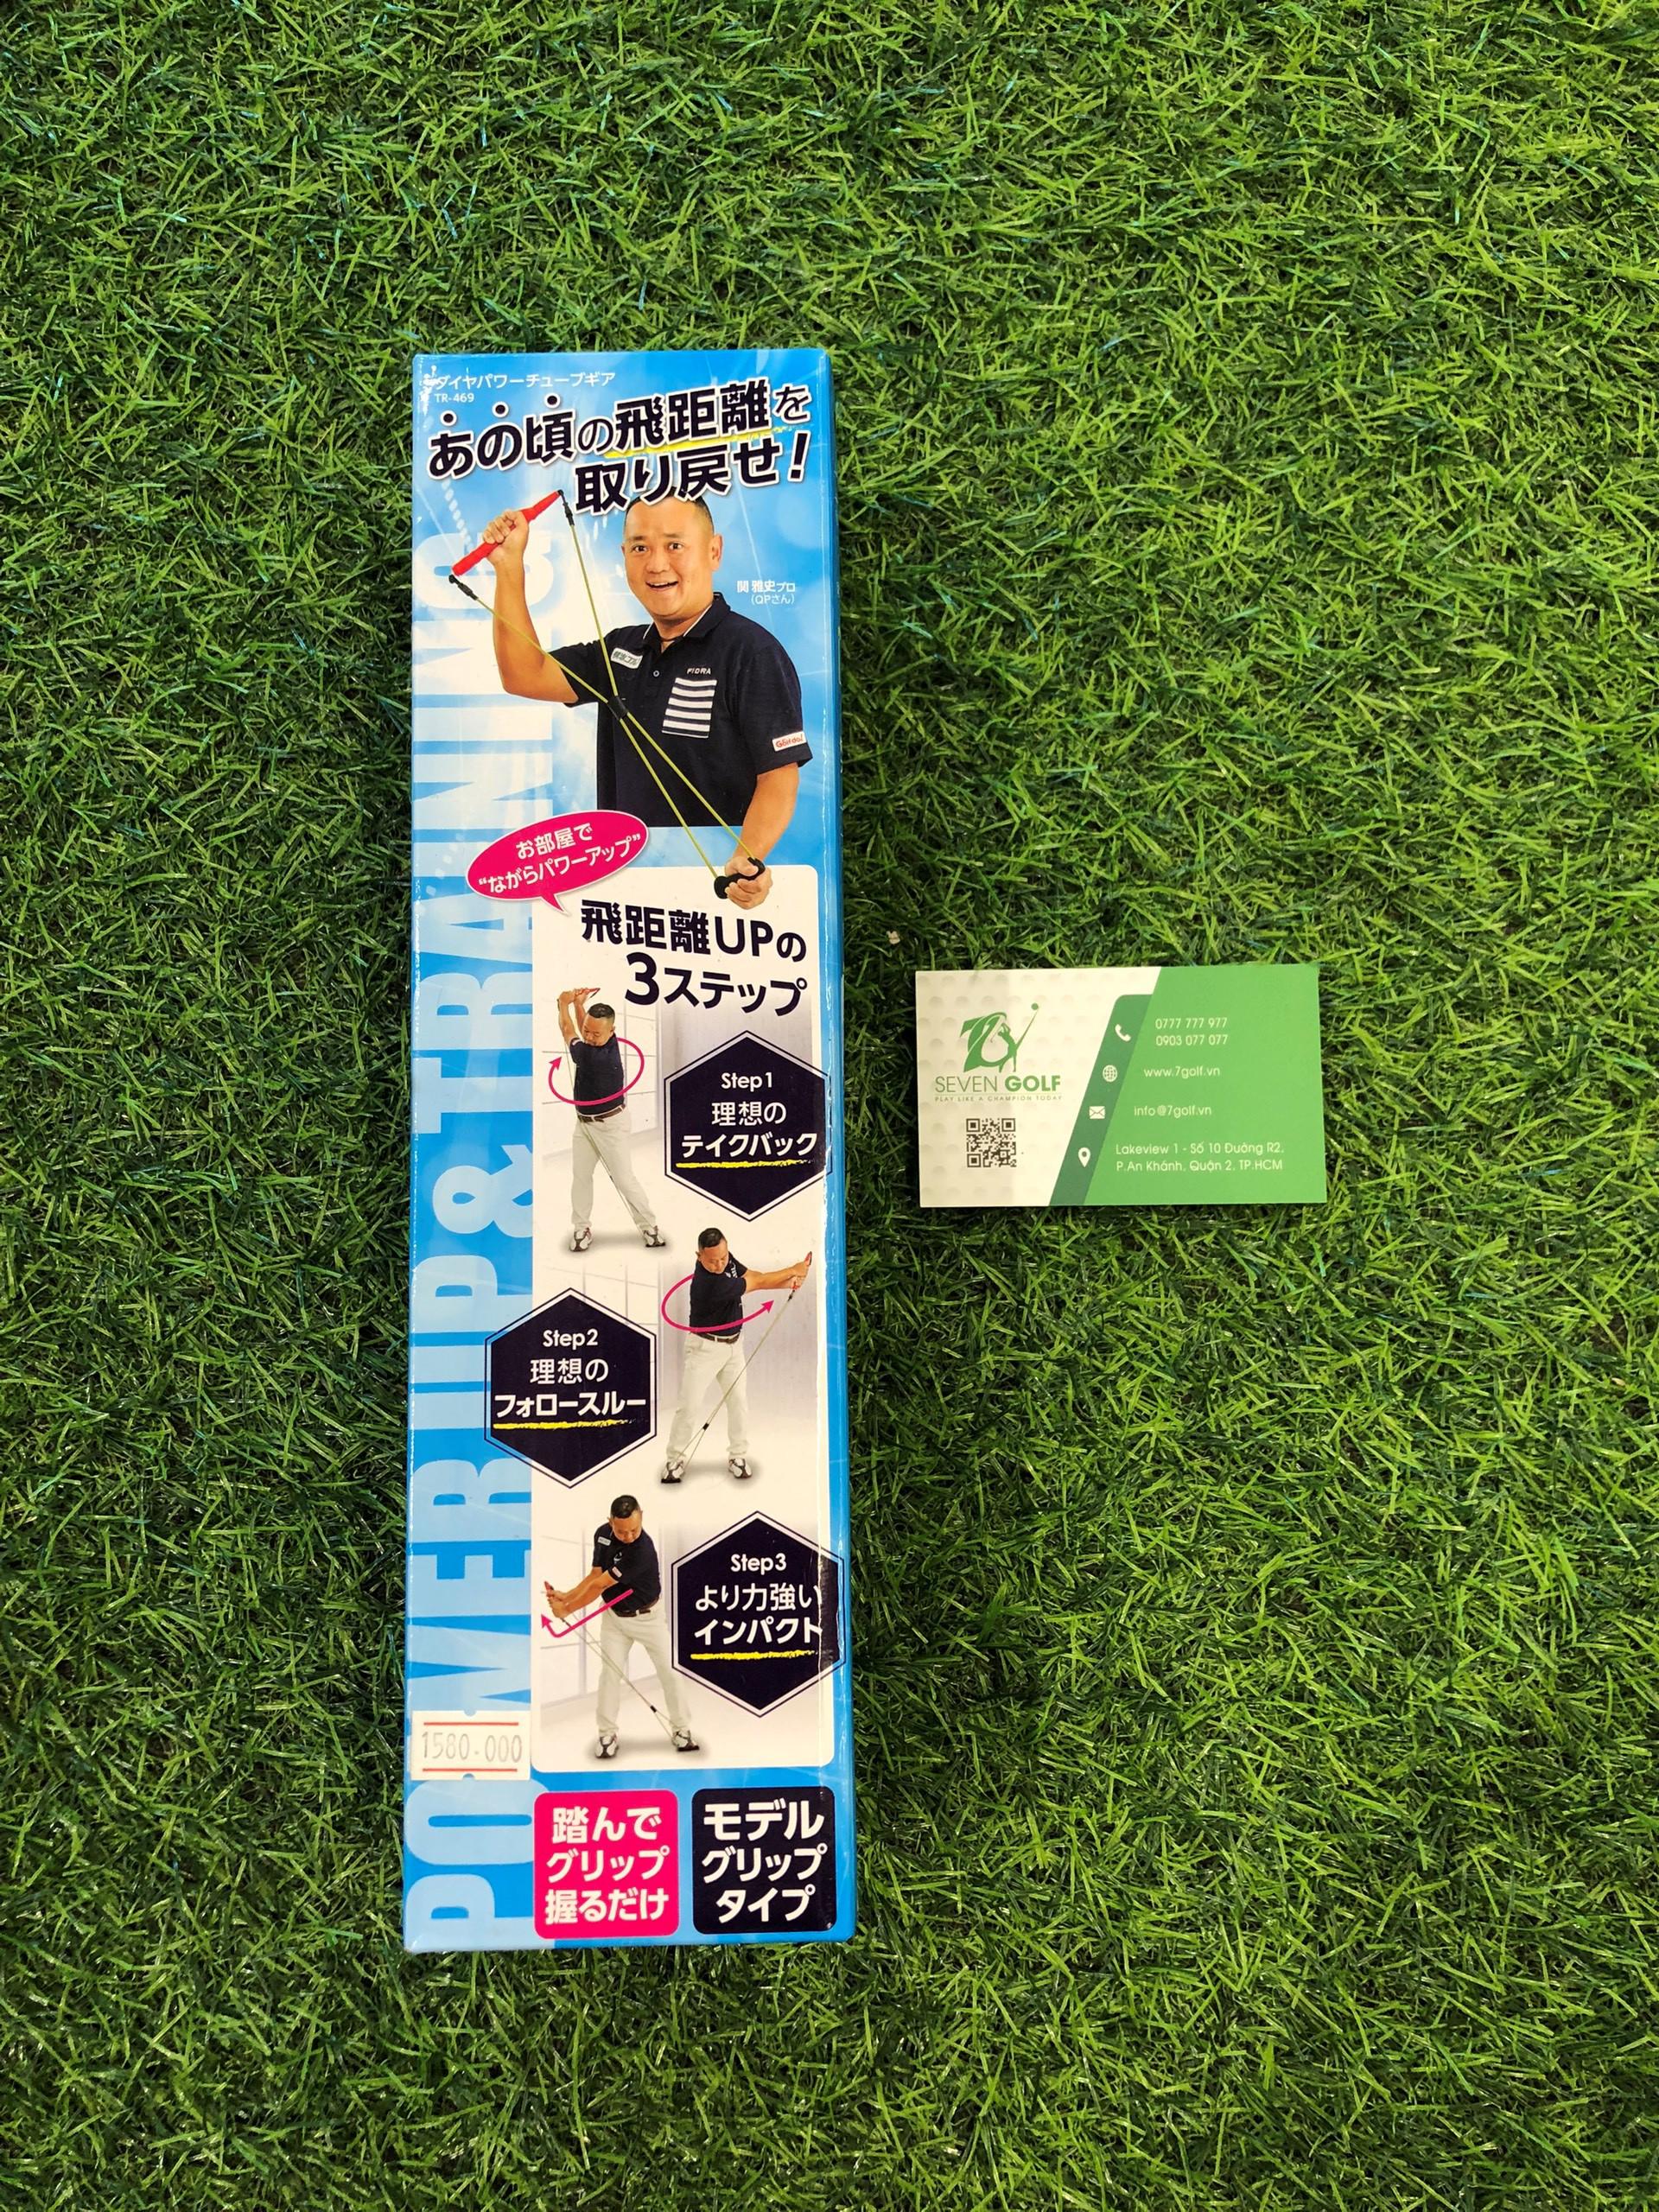 ダイヤパワーチューブギア
TR-469
あの頃の飛距離を
取り戻せ!
関 雅史プロ
(QPさん)
PIDRA
お部屋で
“ながらパワーアップ”
飛距離UPの
3ステップ
Step1
理想の
テイクバック
Step2
理想の
フォロースルー
Step3
より力強い
インパクト
POWER UP & TRAINING
1580-000
踏んで
グリップ
握るだけ
モデル
グリップ
タイプ
SEVEN GOLF
PLAY LIKE A CHAMPION TODAY
0777 777 977
0903 077 077
www.7golf.vn
info@7golf.vn
Lakeview 1 - Số 10 Đường R2,
P.An Khánh, Quận 2, TP.HCM